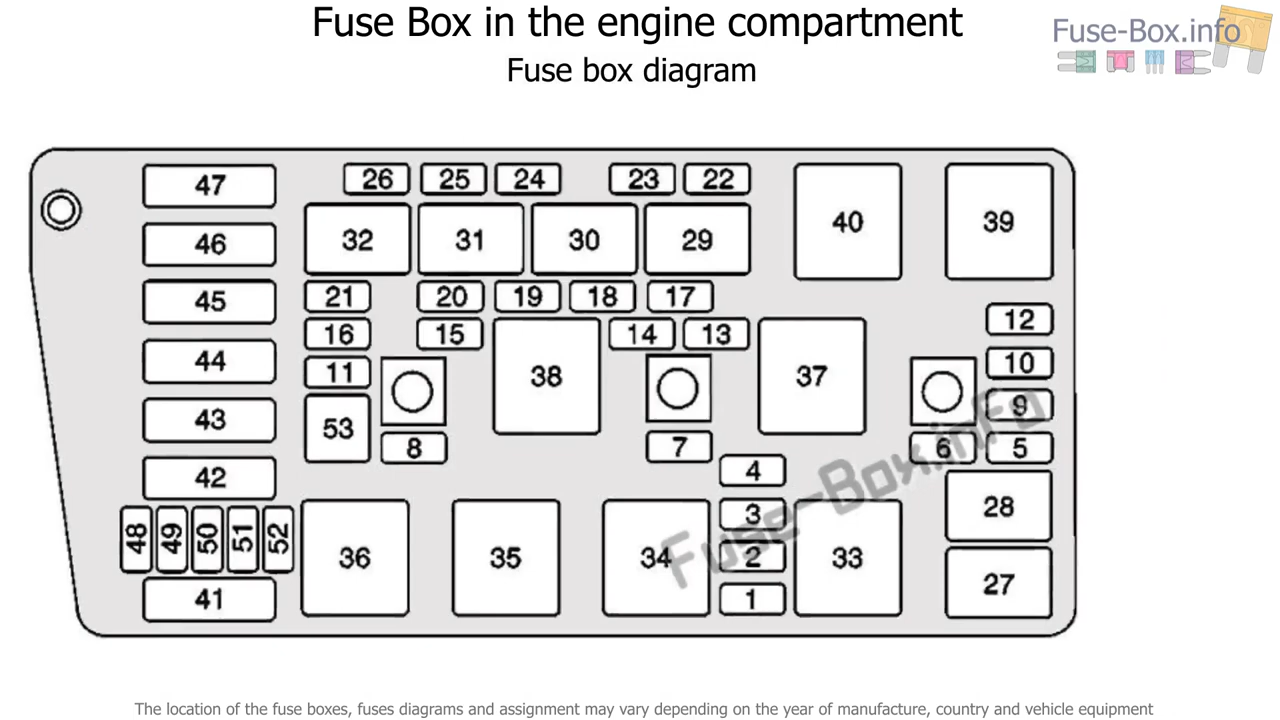 Fuse Box in the engine compartment
Fuse-Box.info
Fuse box diagram
47 26 25 24 23 22
40 39
46 32 31 30 29
45 21 20 19 18 17
12
44 16 15 14 13
11 38 37 10
9
43 53 8 7 6 5
42 4
28
3
48 49 50 51 52 36 35 34 2 33
27
41 1
Fuse-Box.info
The location of the fuse boxes, fuses diagrams and assignment may vary depending on the year of manufacture, country and vehicle equipment